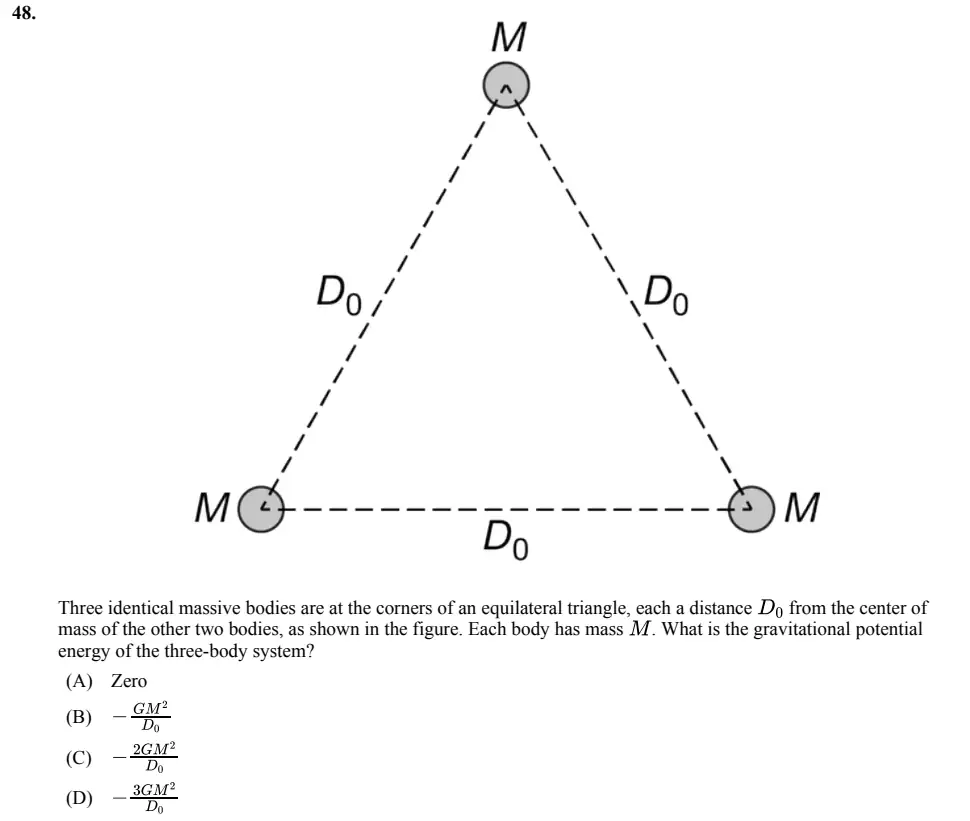 48.
M
D₀
D₀
M
M
D₀
Three identical massive bodies are at the corners of an equilateral triangle, each a distance D₀ from the center of
mass of the other two bodies, as shown in the figure. Each body has mass M. What is the gravitational potential
energy of the three-body system?
(A) Zero
(B) −GM²/D₀
(C) −2GM²/D₀
(D) −3GM²/D₀